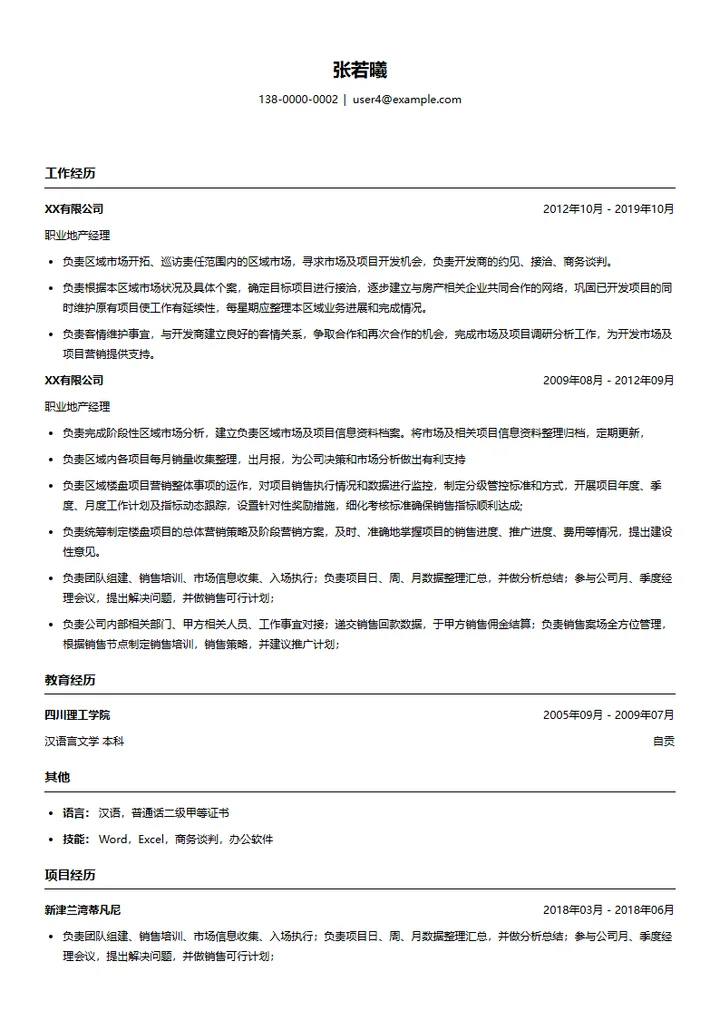 张若曦
138-0000-0002 | user4@example.com
工作经历
XX有限公司 2012年10月 - 2019年10月
职业地产经理
• 负责区域市场开拓、巡访责任范围内的区域市场，寻求市场及项目开发机会，负责开发商的约见、接洽、商务谈判。
• 负责根据本区域市场状况及具体个案，确定目标项目进行接洽，逐步建立与房产相关企业共同合作的网络，巩固已开发项目的同
时维护原有项目使工作有延续性，每星期应整理本区域业务进展和完成情况。
• 负责客情维护事宜，与开发商建立良好的客情关系，争取合作和再次合作的机会，完成市场及项目调研分析工作，为开发市场及
项目营销提供支持。
XX有限公司 2009年08月 - 2012年09月
职业地产经理
• 负责完成阶段性区域市场分析，建立负责区域市场及项目信息资料档案。将市场及相关项目信息资料整理归档，定期更新，
• 负责区域内各项目每月销量收集整理，出月报，为公司决策和市场分析做出有利支持
• 负责区域楼盘项目营销整体事项的运作，对项目销售执行情况和数据进行监控，制定分级管控标准和方式，开展项目年度、季
度、月度工作计划及指标动态跟踪，设置针对性奖励措施，细化考核标准确保销售指标顺利达成;
• 负责统筹制定楼盘项目的总体营销策略及阶段营销方案，及时、准确地掌握项目的销售进度、推广进度、费用等情况，提出建设
性意见。
• 负责团队组建、销售培训、市场信息收集、入场执行；负责项目日、周、月数据整理汇总，并做分析总结；参与公司月、季度经
理会议，提出解决问题，并做销售可行计划；
• 负责公司内部相关部门、甲方相关人员、工作事宜对接；递交销售回款数据，于甲方销售佣金结算；负责销售案场全方位管理，
根据销售节点制定销售培训，销售策略，并建议推广计划；
教育经历
四川理工学院 2005年09月 - 2009年07月
汉语言文学 本科 自贡
其他
• 语言： 汉语，普通话二级甲等证书
• 技能： Word，Excel，商务谈判，办公软件
项目经历
新津兰湾蒂凡尼 2018年03月 - 2018年06月
• 负责团队组建、销售培训、市场信息收集、入场执行；负责项目日、周、月数据整理汇总，并做分析总结；参与公司月、季度经
理会议，提出解决问题，并做销售可行计划；